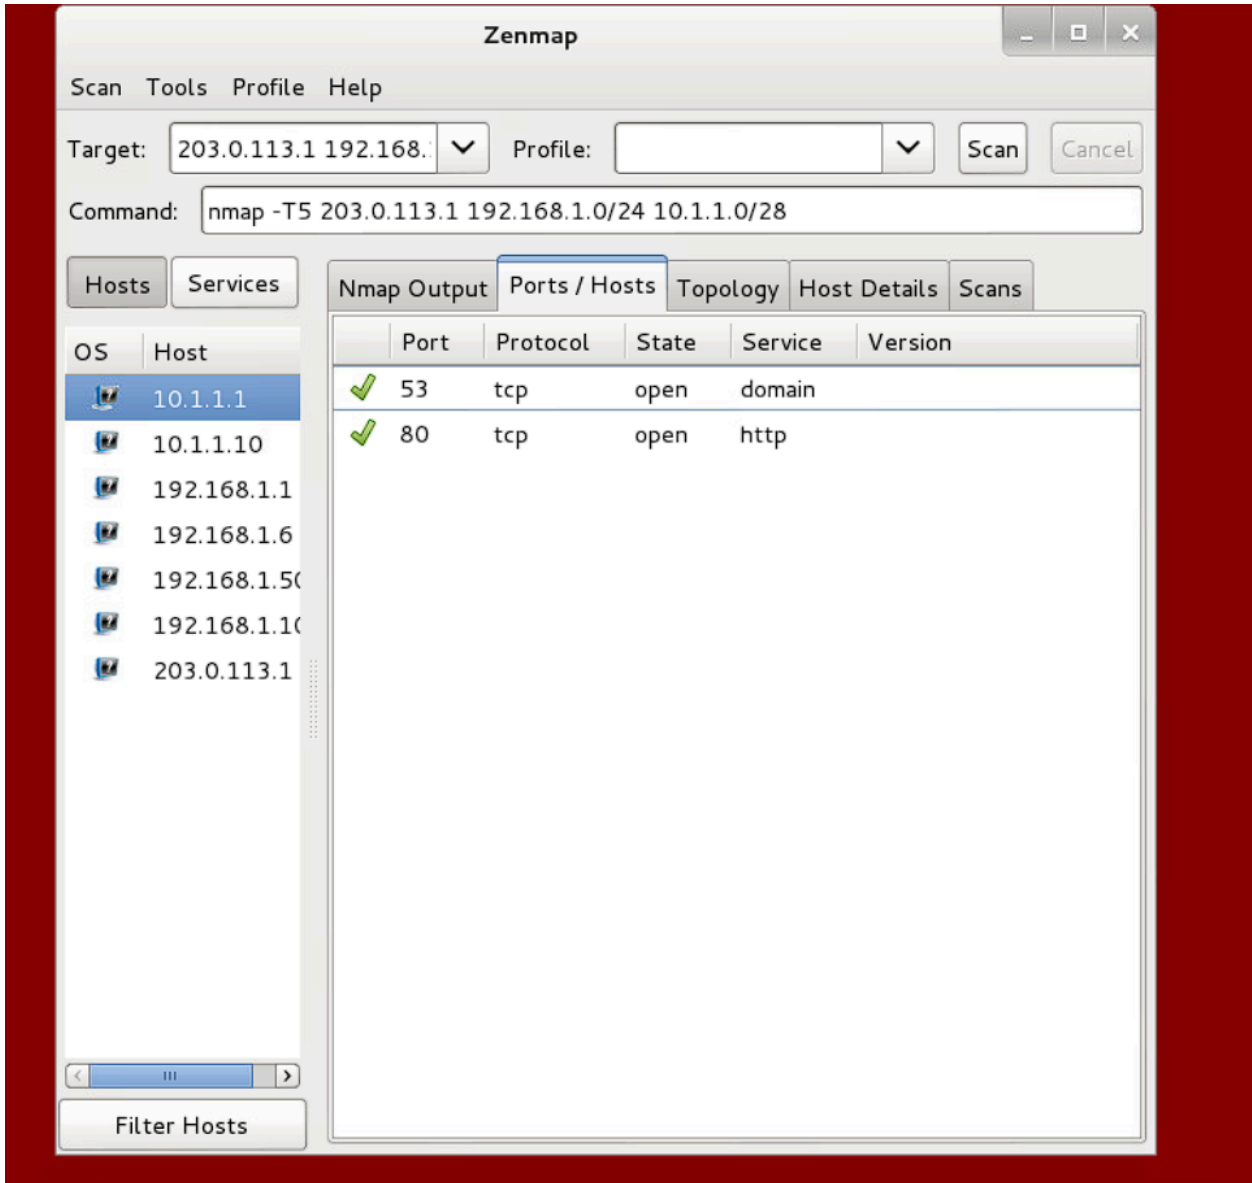 Zenmap
Scan Tools Profile Help
Target: 203.0.113.1 192.168. Profile: Scan Cancel
Command: nmap -T5 203.0.113.1 192.168.1.0/24 10.1.1.0/28
Hosts Services Nmap Output Ports / Hosts Topology Host Details Scans
OS Host Port Protocol State Service Version
10.1.1.1 53 tcp open domain
10.1.1.10 80 tcp open http
192.168.1.1
192.168.1.6
192.168.1.50
192.168.1.10
203.0.113.1
Filter Hosts